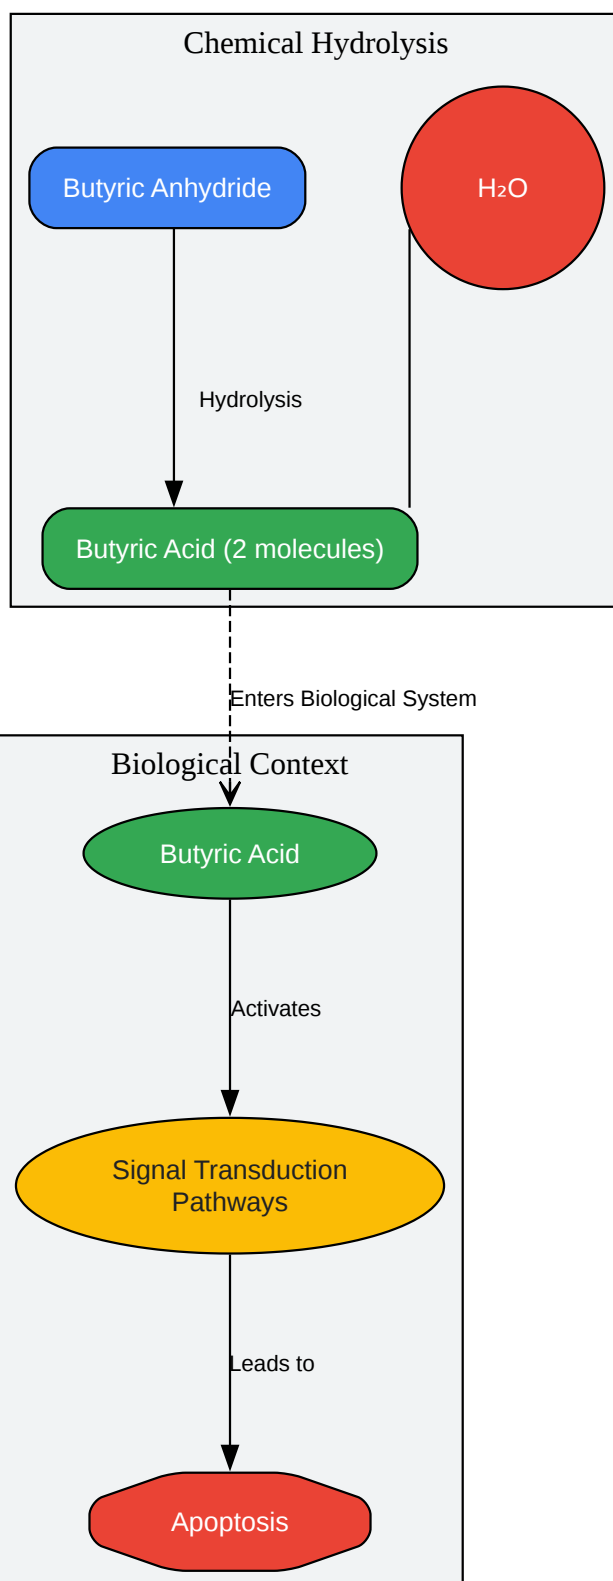 Chemical Hydrolysis
Butyric Anhydride
H₂O
Hydrolysis
Butyric Acid (2 molecules)
Enters Biological System
Biological Context
Butyric Acid
Activates
Signal Transduction
Pathways
Leads to
Apoptosis